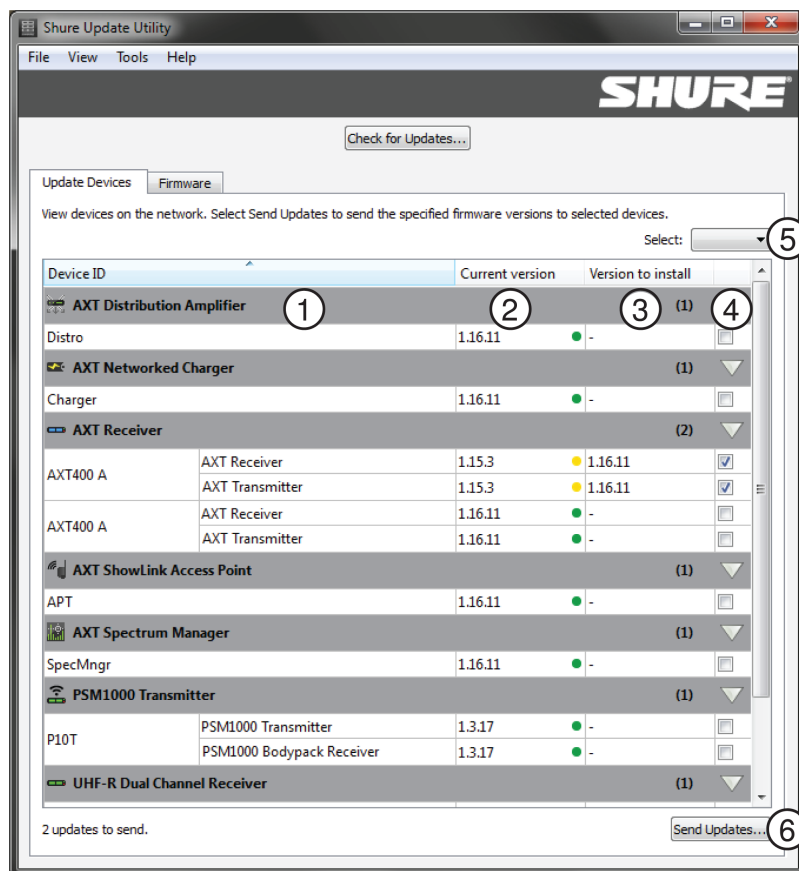 Shure Update Utility
File View Tools Help
SHURE
Check for Updates...
Update Devices Firmware
View devices on the network. Select Send Updates to send the specified firmware versions to selected devices.
Select: 5
Device ID Current version Version to install
AXT Distribution Amplifier 1 2 3 (1) 4
Distro 1.16.11 -
AXT Networked Charger (1)
Charger 1.16.11 -
AXT Receiver (2)
AXT400 A
AXT Receiver 1.15.3 1.16.11
AXT Transmitter 1.15.3 1.16.11
AXT400 A
AXT Receiver 1.16.11 -
AXT Transmitter 1.16.11 -
AXT ShowLink Access Point (1)
APT 1.16.11 -
AXT Spectrum Manager (1)
SpecMngr 1.16.11 -
PSM1000 Transmitter (1)
P10T
PSM1000 Transmitter 1.3.17 -
PSM1000 Bodypack Receiver 1.3.17 -
UHF-R Dual Channel Receiver (1)
2 updates to send. Send Updates... 6